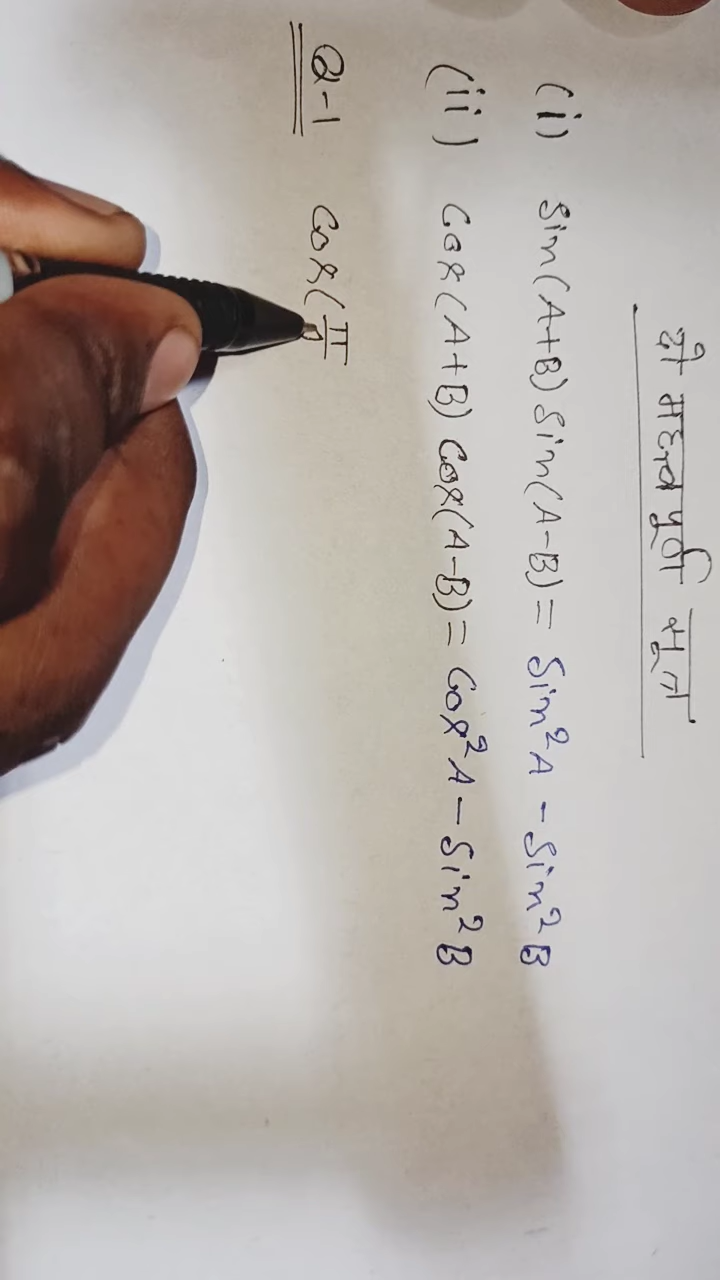 दो महत्वपूर्ण सूत्र
(i) Sin(A+B) Sin(A-B) = Sin²A - Sin²B
(ii) Cos(A+B) Cos(A-B) = Cos²A - Sin²B
Q-1 Cos(π